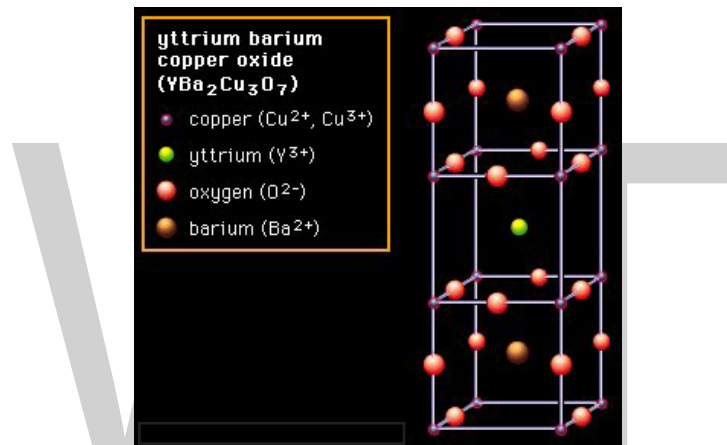 yttrium barium
copper oxide
(YBa₂Cu₃O₇)
copper (Cu²⁺, Cu³⁺)
yttrium (Y³⁺)
oxygen (O²⁻)
barium (Ba²⁺)